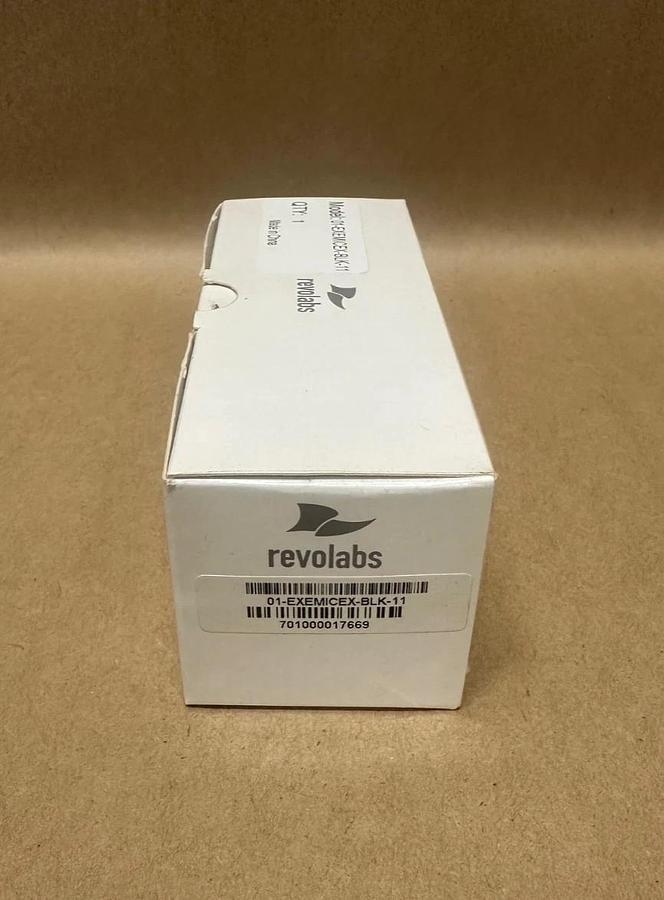 Model: 01-EXEMICEX-BLK-11
QTY: 1
Made in China
revolabs
revolabs
01-EXEMICEX-BLK-11
701000017669